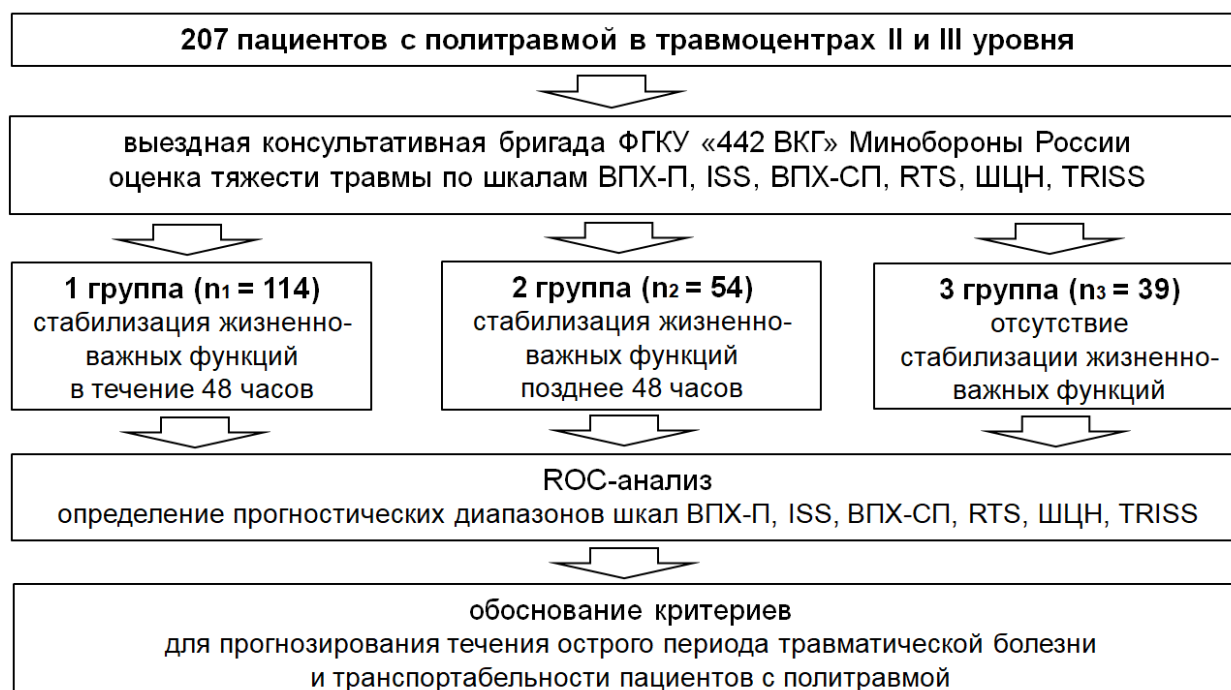 207 пациентов с политравмой в травмоцентрах II и III уровня
выездная консультативная бригада ФГКУ «442 ВКГ» Минобороны России
оценка тяжести травмы по шкалам ВПХ-П, ISS, ВПХ-СП, RTS, ШЦН, TRISS
1 группа (n₁ = 114)
стабилизация жизненно-
важных функций
в течение 48 часов
2 группа (n₂ = 54)
стабилизация жизненно-
важных функций
позднее 48 часов
3 группа (n₃ = 39)
отсутствие
стабилизации жизненно-
важных функций
ROC-анализ
определение прогностических диапазонов шкал ВПХ-П, ISS, ВПХ-СП, RTS, ШЦН, TRISS
обоснование критериев
для прогнозирования течения острого периода травматической болезни
и транспортабельности пациентов с политравмой